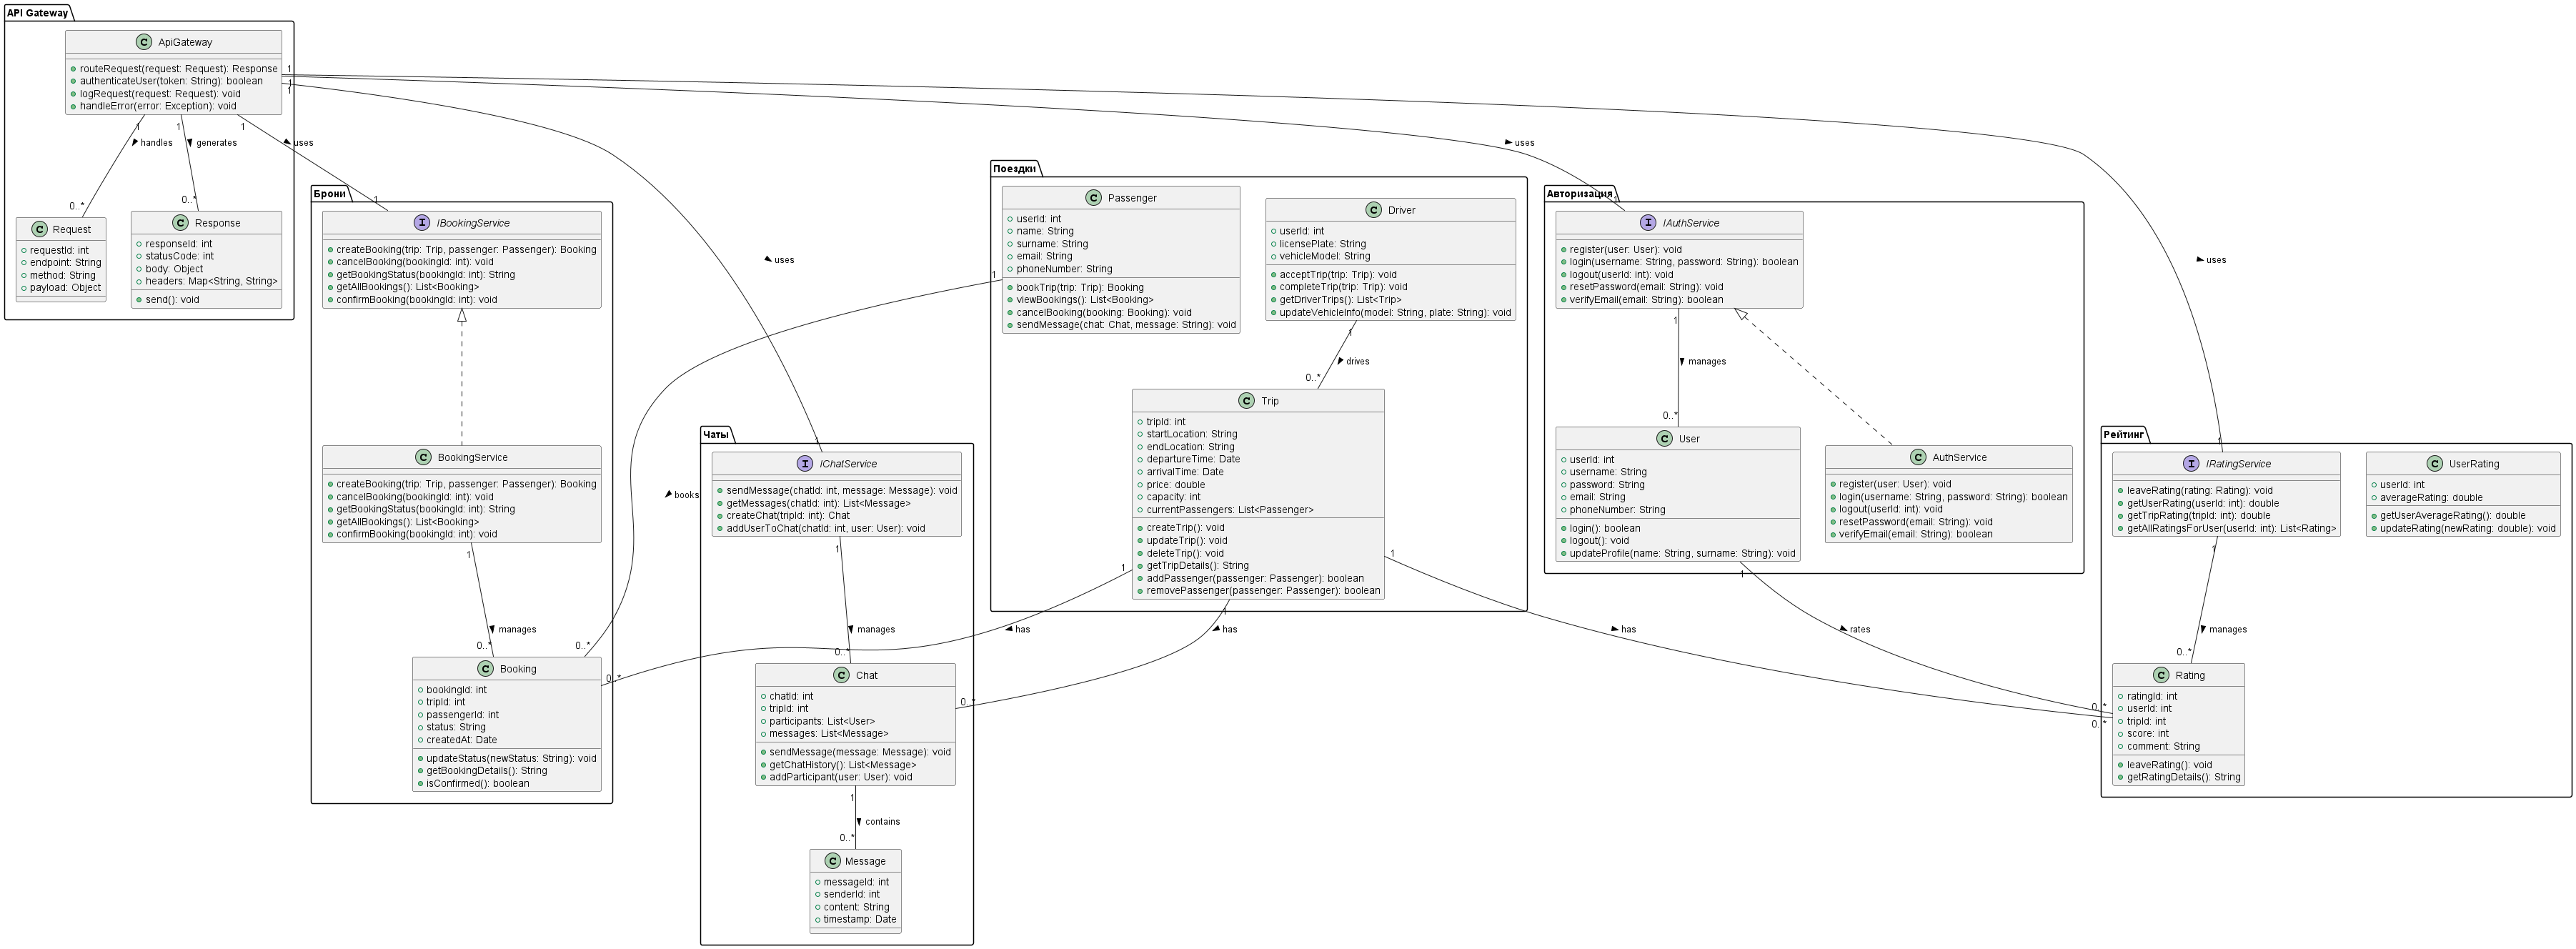 API Gateway
ApiGateway
routeRequest(request: Request): Response
authenticateUser(token: String): boolean
logRequest(request: Request): void
handleError(error: Exception): void
1
1
1
1
1
1
handles
generates
uses
uses
uses
uses
0..*
0..*
Request
requestId: int
endpoint: String
method: String
payload: Object
Response
responseId: int
statusCode: int
body: Object
headers: Map<String, String>
send(): void
Брони
1
IBookingService
createBooking(trip: Trip, passenger: Passenger): Booking
cancelBooking(bookingId: int): void
getBookingStatus(bookingId: int): String
getAllBookings(): List<Booking>
confirmBooking(bookingId: int): void
BookingService
createBooking(trip: Trip, passenger: Passenger): Booking
cancelBooking(bookingId: int): void
getBookingStatus(bookingId: int): String
getAllBookings(): List<Booking>
confirmBooking(bookingId: int): void
1
manages
0..*
0..*
0..*
Booking
bookingId: int
tripId: int
passengerId: int
status: String
createdAt: Date
updateStatus(newStatus: String): void
getBookingDetails(): String
isConfirmed(): boolean
books
Чаты
1
IChatService
sendMessage(chatId: int, message: Message): void
getMessages(chatId: int): List<Message>
createChat(tripId: int): Chat
addUserToChat(chatId: int, user: User): void
1
manages
0..*
0..*
Chat
chatId: int
tripId: int
participants: List<User>
messages: List<Message>
sendMessage(message: Message): void
getChatHistory(): List<Message>
addParticipant(user: User): void
1
contains
0..*
Message
messageId: int
senderId: int
content: String
timestamp: Date
Поездки
Passenger
userId: int
name: String
surname: String
email: String
phoneNumber: String
bookTrip(trip: Trip): Booking
viewBookings(): List<Booking>
cancelBooking(booking: Booking): void
sendMessage(chat: Chat, message: String): void
1
Driver
userId: int
licensePlate: String
vehicleModel: String
acceptTrip(trip: Trip): void
completeTrip(trip: Trip): void
getDriverTrips(): List<Trip>
updateVehicleInfo(model: String, plate: String): void
1
drives
0..*
Trip
tripId: int
startLocation: String
endLocation: String
departureTime: Date
arrivalTime: Date
price: double
capacity: int
currentPassengers: List<Passenger>
createTrip(): void
updateTrip(): void
deleteTrip(): void
getTripDetails(): String
addPassenger(passenger: Passenger): boolean
removePassenger(passenger: Passenger): boolean
1
1
1
has
has
has
Авторизация
1
IAuthService
register(user: User): void
login(username: String, password: String): boolean
logout(userId: int): void
resetPassword(email: String): void
verifyEmail(email: String): boolean
1
manages
0..*
User
userId: int
username: String
password: String
email: String
phoneNumber: String
login(): boolean
logout(): void
updateProfile(name: String, surname: String): void
1
rates
AuthService
register(user: User): void
login(username: String, password: String): boolean
logout(userId: int): void
resetPassword(email: String): void
verifyEmail(email: String): boolean
Рейтинг
1
IRatingService
leaveRating(rating: Rating): void
getUserRating(userId: int): double
getTripRating(tripId: int): double
getAllRatingsForUser(userId: int): List<Rating>
UserRating
userId: int
averageRating: double
getUserAverageRating(): double
updateRating(newRating: double): void
1
manages
0..*
0..*
0..*
Rating
ratingId: int
userId: int
tripId: int
score: int
comment: String
leaveRating(): void
getRatingDetails(): String